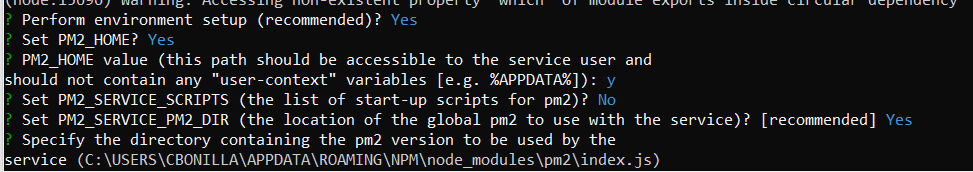 (node:15696) Warning: Accessing non-existent property 'which' of module exports inside circular dependency
? Perform environment setup (recommended)? Yes
? Set PM2_HOME? Yes
? PM2_HOME value (this path should be accessible to the service user and
should not contain any "user-context" variables [e.g. %APPDATA%]): y
? Set PM2_SERVICE_SCRIPTS (the list of start-up scripts for pm2)? No
? Set PM2_SERVICE_PM2_DIR (the location of the global pm2 to use with the service)? [recommended] Yes
? Specify the directory containing the pm2 version to be used by the
service (C:\USERS\CBONILLA\APPDATA\ROAMING\NPM\node_modules\pm2\index.js)